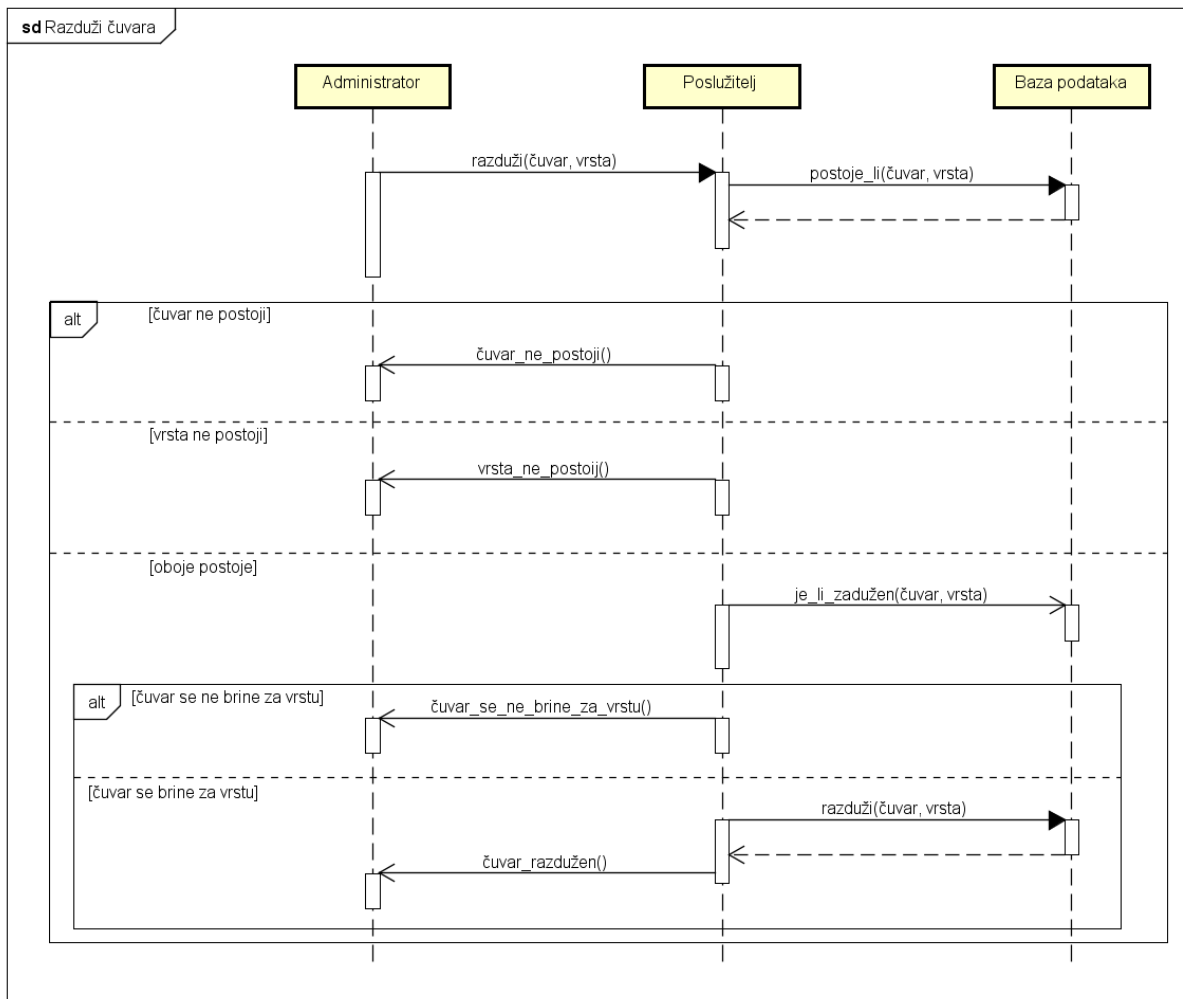 sd Razduži čuvara
Administrator
Poslužitelj
Baza podataka
razduži(čuvar, vrsta)
postoje_li(čuvar, vrsta)
alt
[čuvar ne postoji]
čuvar_ne_postoji()
[vrsta ne postoji]
vrsta_ne_postoij()
[oboje postoje]
je_li_zadužen(čuvar, vrsta)
alt
[čuvar se ne brine za vrstu]
čuvar_se_ne_brine_za_vrstu()
[čuvar se brine za vrstu]
razduži(čuvar, vrsta)
čuvar_razdužen()